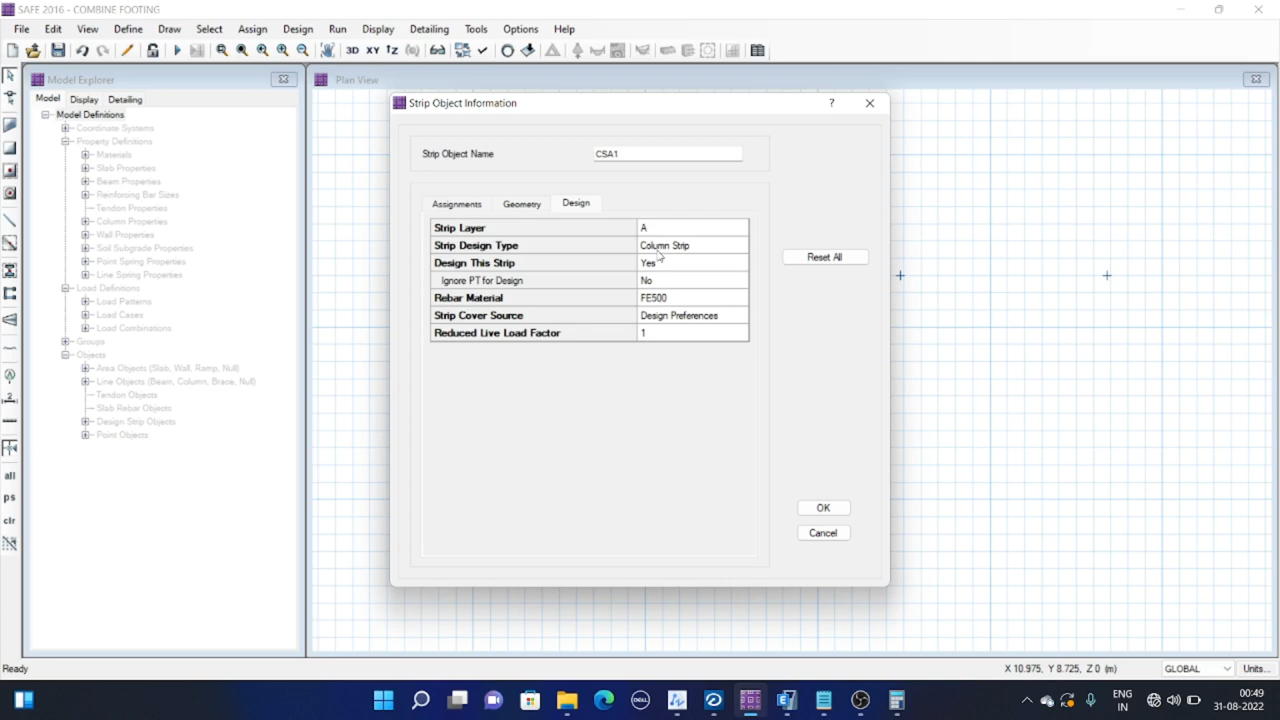 SAFE 2016 - COMBINE FOOTING
File Edit View Define Draw Select Assign Design Run Display Detailing Tools Options Help
3D XY
Model Explorer
Plan View
Model Display Detailing
Model Definitions
Coordinate Systems
Property Definitions
Materials
Slab Properties
Beam Properties
Reinforcing Bar Sizes
Tendon Properties
Column Properties
Wall Properties
Soil Subgrade Properties
Point Spring Properties
Line Spring Properties
Load Definitions
Load Patterns
Load Cases
Load Combinations
Groups
Objects
Area Objects (Slab, Wall, Ramp, Null)
Line Objects (Beam, Column, Brace, Null)
Tendon Objects
Slab Rebar Objects
Design Strip Objects
Point Objects
all
ps
clr
Strip Object Information ?
Strip Object Name CSA1
Assignments Geometry Design
Strip Layer A
Strip Design Type Column Strip
Design This Strip Yes
Ignore PT for Design No
Rebar Material FE500
Strip Cover Source Design Preferences
Reduced Live Load Factor 1
Reset All
OK
Cancel
Ready X 10.975, Y 8.725, Z 0 (m) GLOBAL Units...
DELL
ENG
IN
00:49
31-08-2022